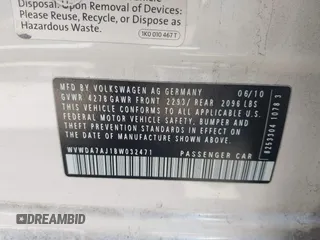 Disposal. Upon Removal of Devices:
Please Reuse, Recycle, or Dispose as
Hazardous Waste.
1K0 010 467 T
MFD BY VOLKSWAGEN AG GERMANY 06/10
GVWR 4278 GAWR FRONT 2293/ REAR 2096 LBS
THIS VEHICLE CONFORMS TO ALL APPLICABLE U.S.
FEDERAL MOTOR VEHICLE SAFETY, BUMPER, AND
THEFT PREVENTION STANDARDS IN EFFECT ON THE
DATE OF MANUFACTURE SHOWN ABOVE.
WVWDA7AJ1BW032471 PASSENGER CAR
8253304 1078 3
DREAMBID